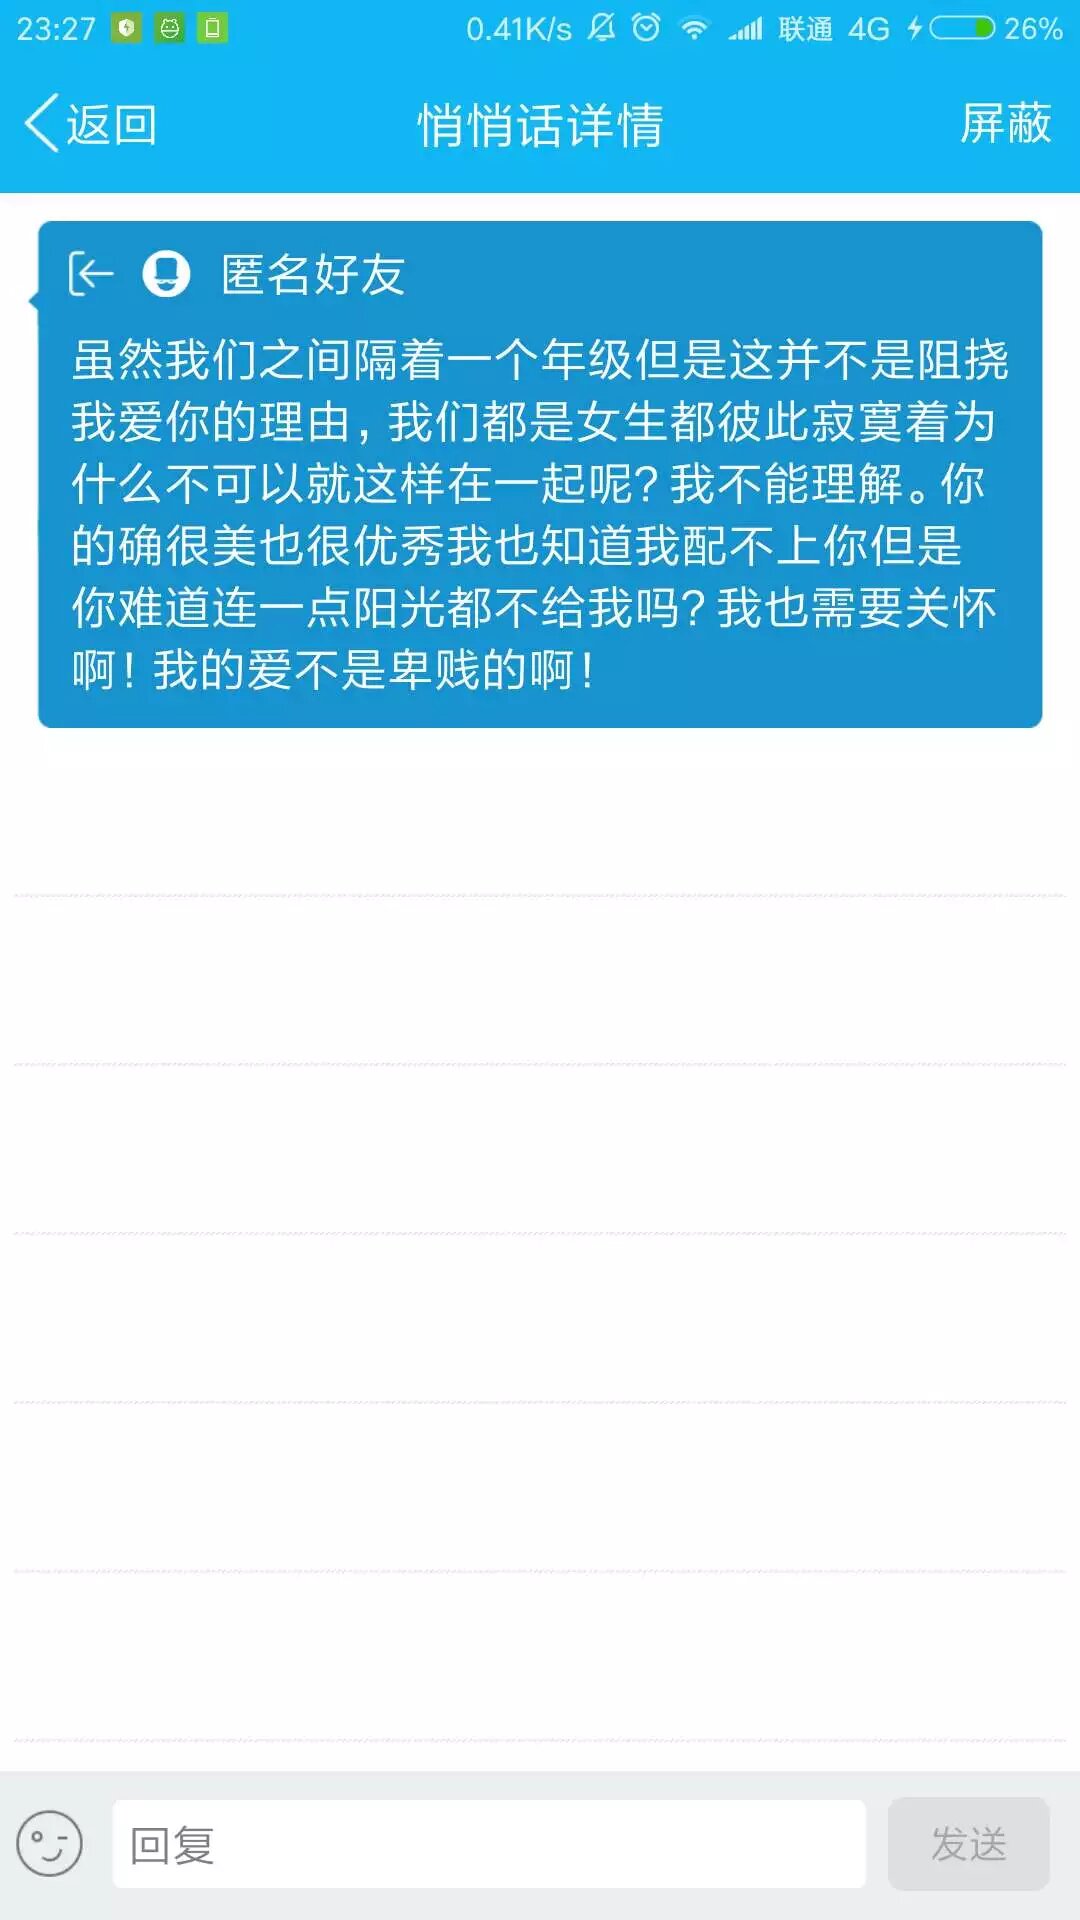 23:27 0.41K/s 联通 4G 26%
返回 悄悄话详情 屏蔽
匿名好友
虽然我们之间隔着一个年级但是这并不是阻挠
我爱你的理由，我们都是女生都彼此寂寞着为
什么不可以就这样在一起呢？我不能理解。你
的确很美也很优秀我也知道我配不上你但是
你难道连一点阳光都不给我吗？我也需要关怀
啊！我的爱不是卑贱的啊！
回复 发送